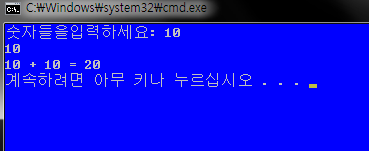 C:₩Windows₩system32₩cmd.exe
숫자들을입력하세요: 10
10
10 + 10 = 20
계속하려면 아무 키나 누르십시오 . . .